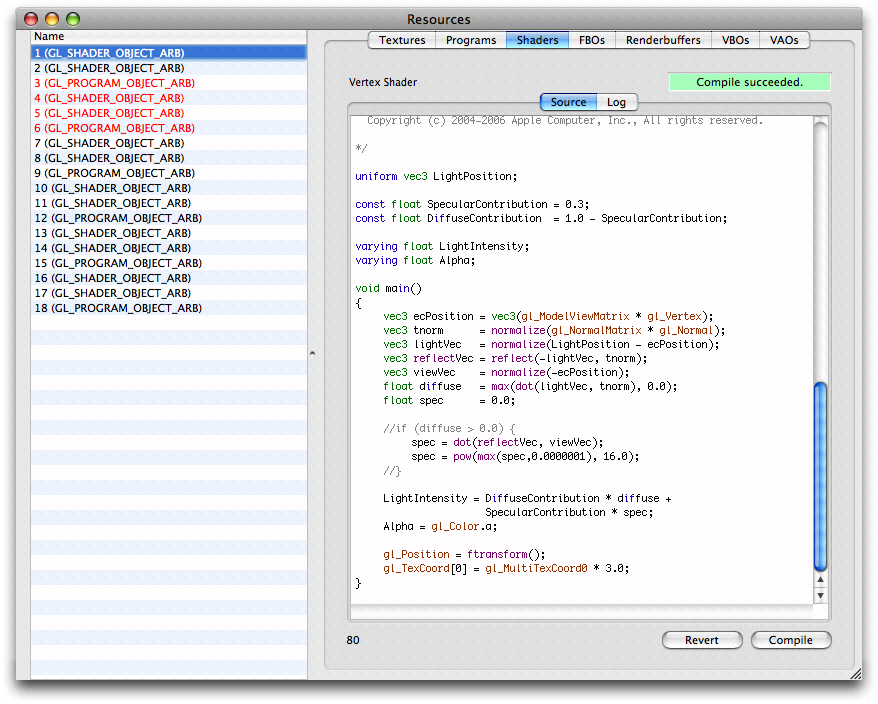 Resources
Name
1 (GL_SHADER_OBJECT_ARB)
2 (GL_SHADER_OBJECT_ARB)
3 (GL_PROGRAM_OBJECT_ARB)
4 (GL_SHADER_OBJECT_ARB)
5 (GL_SHADER_OBJECT_ARB)
6 (GL_PROGRAM_OBJECT_ARB)
7 (GL_SHADER_OBJECT_ARB)
8 (GL_SHADER_OBJECT_ARB)
9 (GL_PROGRAM_OBJECT_ARB)
10 (GL_SHADER_OBJECT_ARB)
11 (GL_SHADER_OBJECT_ARB)
12 (GL_PROGRAM_OBJECT_ARB)
13 (GL_SHADER_OBJECT_ARB)
14 (GL_SHADER_OBJECT_ARB)
15 (GL_PROGRAM_OBJECT_ARB)
16 (GL_SHADER_OBJECT_ARB)
17 (GL_SHADER_OBJECT_ARB)
18 (GL_PROGRAM_OBJECT_ARB)
Textures Programs Shaders FBOs Renderbuffers VBOs VAOs
Vertex Shader Compile succeeded.
Source Log
Copyright (c) 2004-2006 Apple Computer, Inc., All rights reserved.
*/
uniform vec3 LightPosition;
const float SpecularContribution = 0.3;
const float DiffuseContribution  = 1.0 - SpecularContribution;
varying float LightIntensity;
varying float Alpha;
void main()
{
    vec3 ecPosition = vec3(gl_ModelViewMatrix * gl_Vertex);
    vec3 tnorm      = normalize(gl_NormalMatrix * gl_Normal);
    vec3 lightVec   = normalize(LightPosition - ecPosition);
    vec3 reflectVec = reflect(-lightVec, tnorm);
    vec3 viewVec    = normalize(-ecPosition);
    float diffuse   = max(dot(lightVec, tnorm), 0.0);
    float spec      = 0.0;
    //if (diffuse > 0.0) {
        spec = dot(reflectVec, viewVec);
        spec = pow(max(spec,0.0000001), 16.0);
    //}
    LightIntensity = DiffuseContribution * diffuse +
                   SpecularContribution * spec;
    Alpha = gl_Color.a;
    gl_Position = ftransform();
    gl_TexCoord[0] = gl_MultiTexCoord0 * 3.0;
}
80 Revert Compile